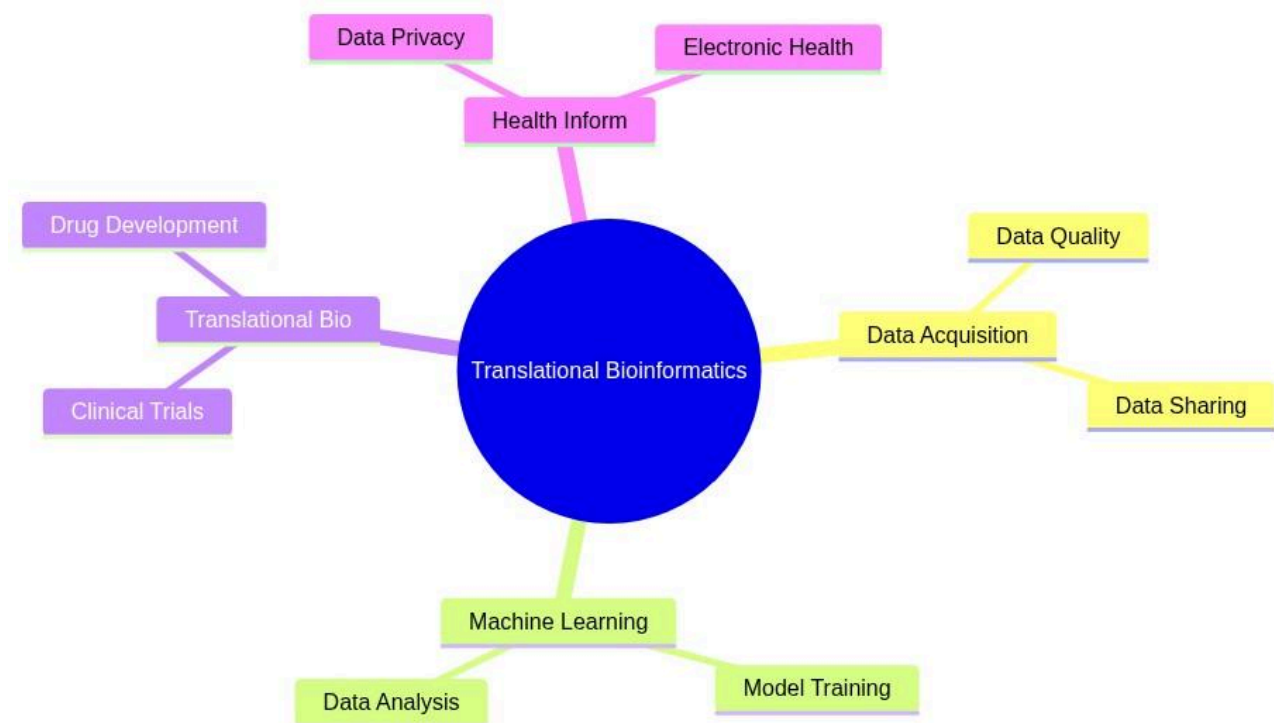 Data Privacy
Electronic Health
Health Inform
Drug Development
Data Quality
Translational Bio
Data Acquisition
Translational Bioinformatics
Clinical Trials
Data Sharing
Machine Learning
Data Analysis
Model Training